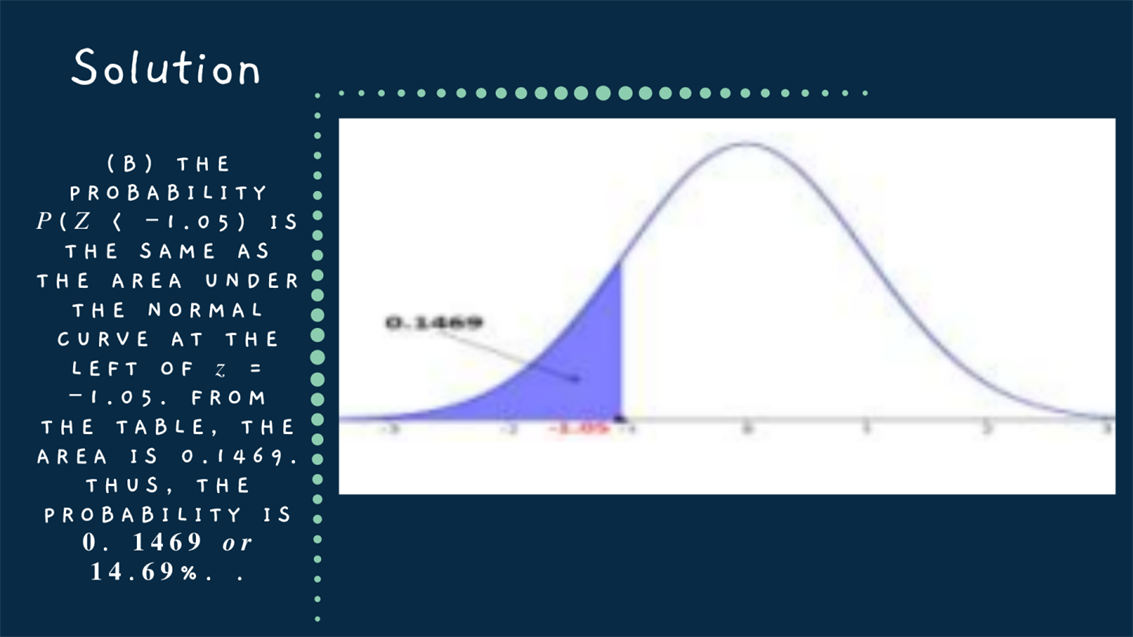 Solution
(B) THE
PROBABILITY
P(Z < −1.05) IS
THE SAME AS
THE AREA UNDER
THE NORMAL
CURVE AT THE
LEFT OF z =
−1.05. FROM
THE TABLE, THE
AREA IS 0.1469.
THUS, THE
PROBABILITY IS
0. 1469 or
14.69%. .
0.1469
-3 -2 -1.05 -1 0 1 2 3